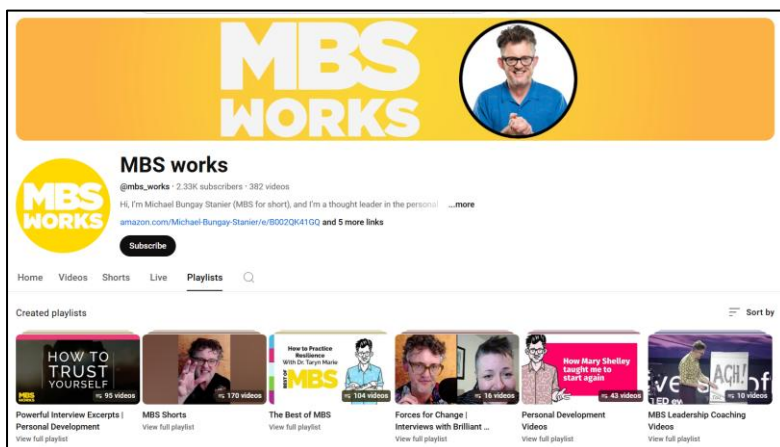 MBS
WORKS
MBS
WORKS
MBS works
@mbs_works · 2.33K subscribers · 382 videos
Hi, I'm Michael Bungay Stanier (MBS for short), and I'm a thought leader in the personal ...more
amazon.com/Michael-Bungay-Stanier/e/B002QK41GQ and 5 more links
Subscribe
Home Videos Shorts Live Playlists
Created playlists Sort by
HOW TO
TRUST
YOURSELF
MBS
WORKS
95 videos
Powerful Interview Excerpts |
Personal Development
View full playlist
170 videos
MBS Shorts
View full playlist
How to Practice
Resilience
With Dr. Taryn Marie
BEST OF
MBS
104 videos
The Best of MBS
View full playlist
16 videos
Forces for Change |
Interviews with Brilliant ...
View full playlist
How Mary Shelley
taught me to
start again
43 videos
Personal Development
Videos
View full playlist
ACH!
10 videos
MBS Leadership Coaching
Videos
View full playlist